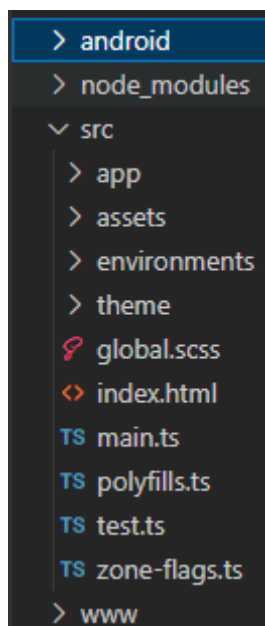 android
node_modules
src
app
assets
environments
theme
global.scss
index.html
TS main.ts
TS polyfills.ts
TS test.ts
TS zone-flags.ts
www